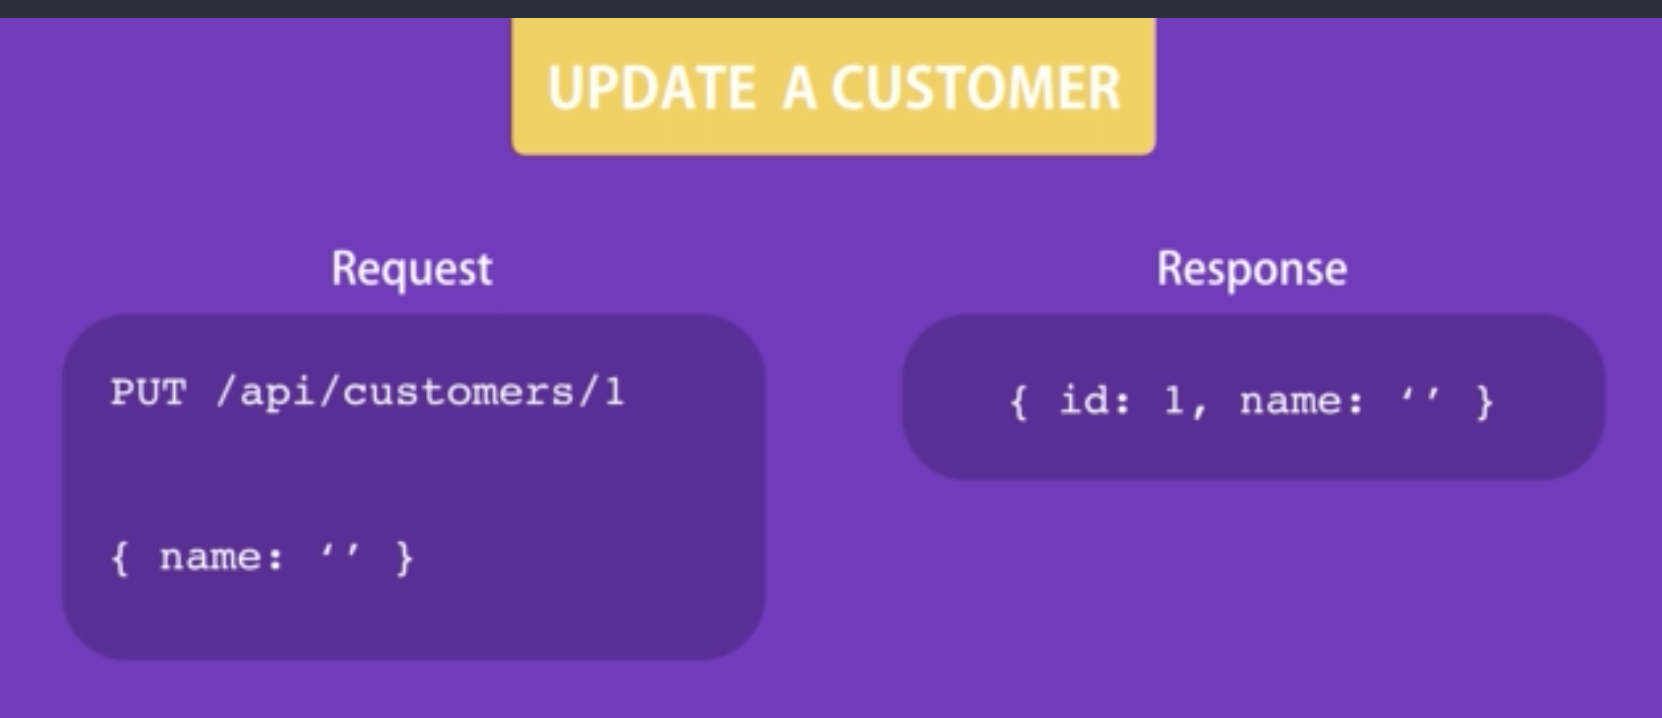 UPDATE A CUSTOMER
Request
PUT /api/customers/1
{ name: ‘’ }
Response
{ id: 1, name: ‘’ }